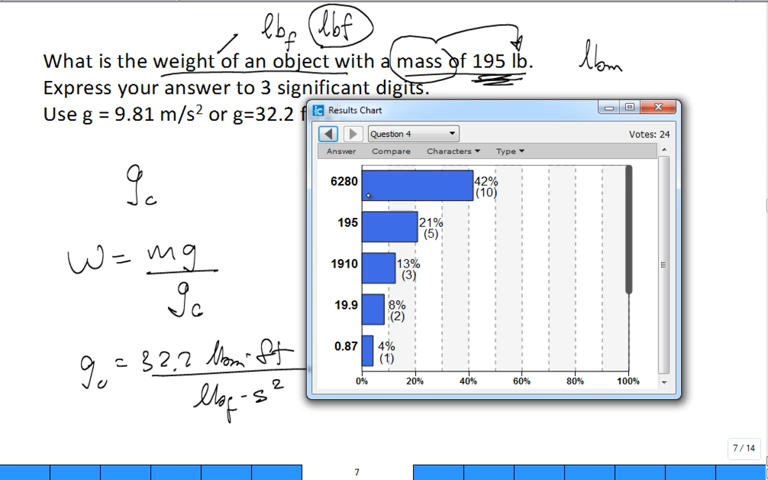 lbf lbf
What is the weight of an object with a mass of 195 lb. lbm
Express your answer to 3 significant digits.
Use g = 9.81 m/s² or g=32.2 f
Results Chart
Question 4
Votes: 24
Answer Compare Characters Type
6280 42% (10)
195 21% (5)
1910 13% (3)
19.9 8% (2)
0.87 4% (1)
0% 20% 40% 60% 80% 100%
gc
W = mg
gc
gc = 32.2 lbm·ft
lbf-s²
7 / 14
7